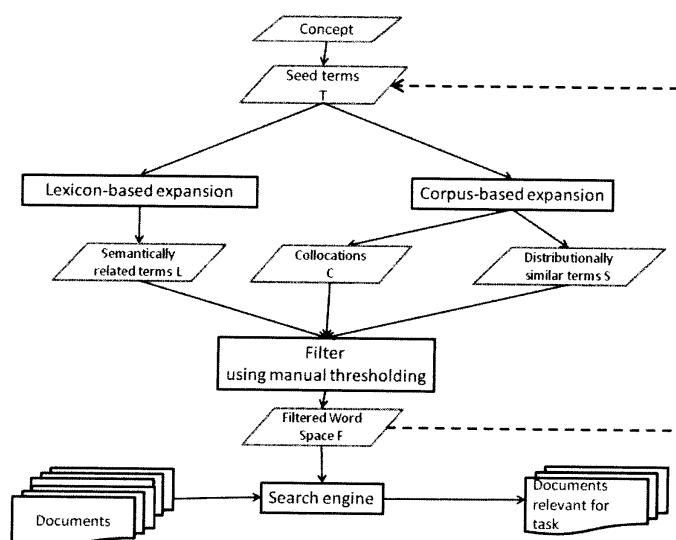 Concept
Seed terms
T
Lexicon-based expansion
Corpus-based expansion
Semantically
related terms L
Collocations
C
Distributionally
similar terms S
Filter
using manual thresholding
Filtered Word
Space F
Documents
Search engine
Documents
relevant for
task